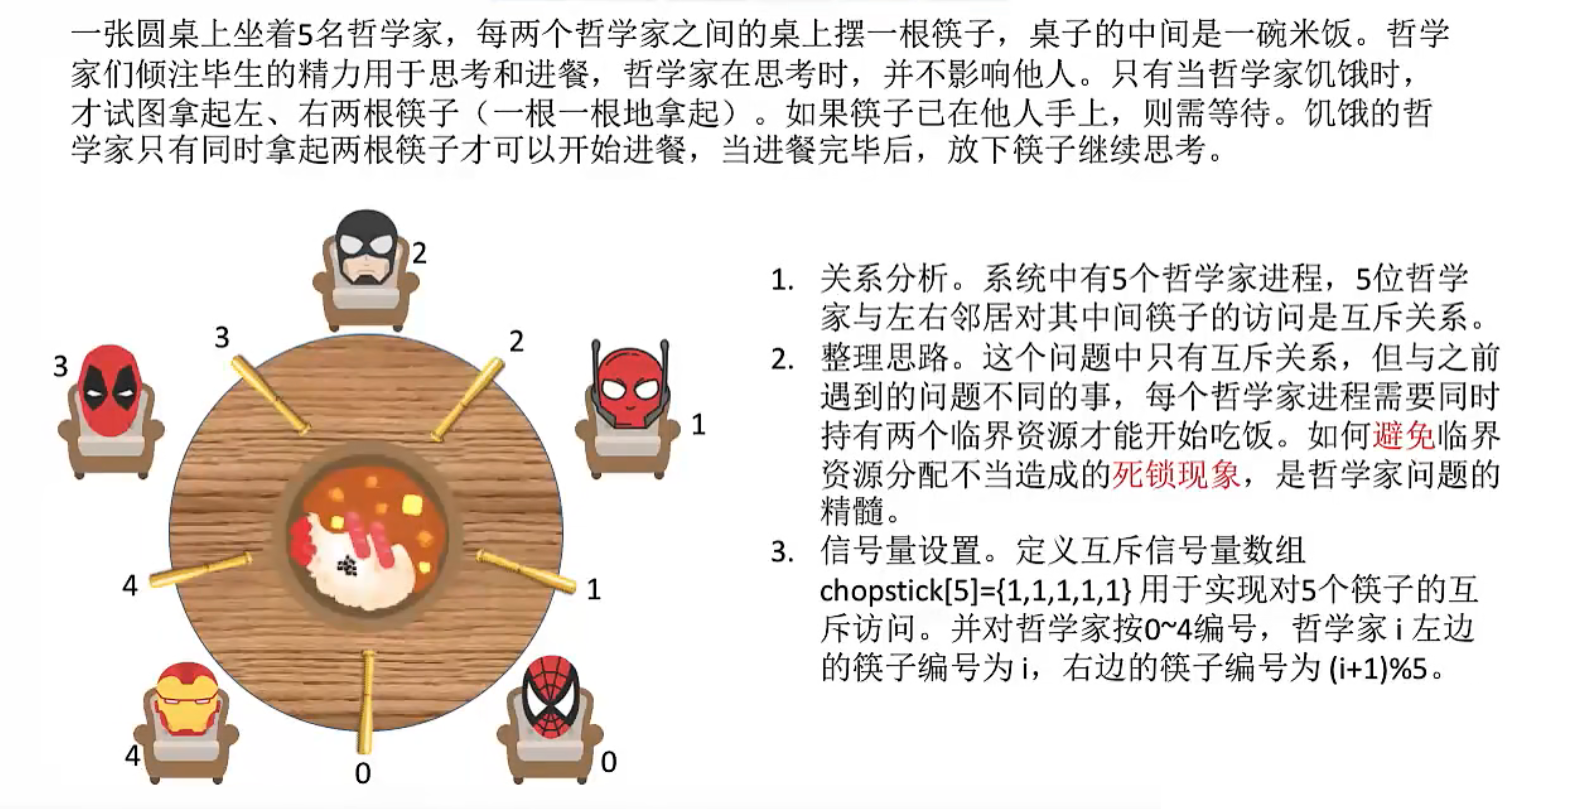 一张圆桌上坐着5名哲学家，每两个哲学家之间的桌上摆一根筷子，桌子的中间是一碗米饭。哲学
家们倾注毕生的精力用于思考和进餐，哲学家在思考时，并不影响他人。只有当哲学家饥饿时，
才试图拿起左、右两根筷子（一根一根地拿起）。如果筷子已在他人手上，则需等待。饥饿的哲
学家只有同时拿起两根筷子才可以开始进餐，当进餐完毕后，放下筷子继续思考。
2
3
2
3
1
4
1
4
0
0
1. 关系分析。系统中有5个哲学家进程，5位哲学
家与左右邻居对其中间筷子的访问是互斥关系。
2. 整理思路。这个问题中只有互斥关系，但与之前
遇到的问题不同的事，每个哲学家进程需要同时
持有两个临界资源才能开始吃饭。如何避免临界
资源分配不当造成的死锁现象，是哲学家问题的
精髓。
3. 信号量设置。定义互斥信号量数组
chopstick[5]={1,1,1,1,1} 用于实现对5个筷子的互
斥访问。并对哲学家按0~4编号，哲学家 i 左边
的筷子编号为 i，右边的筷子编号为 (i+1)%5。